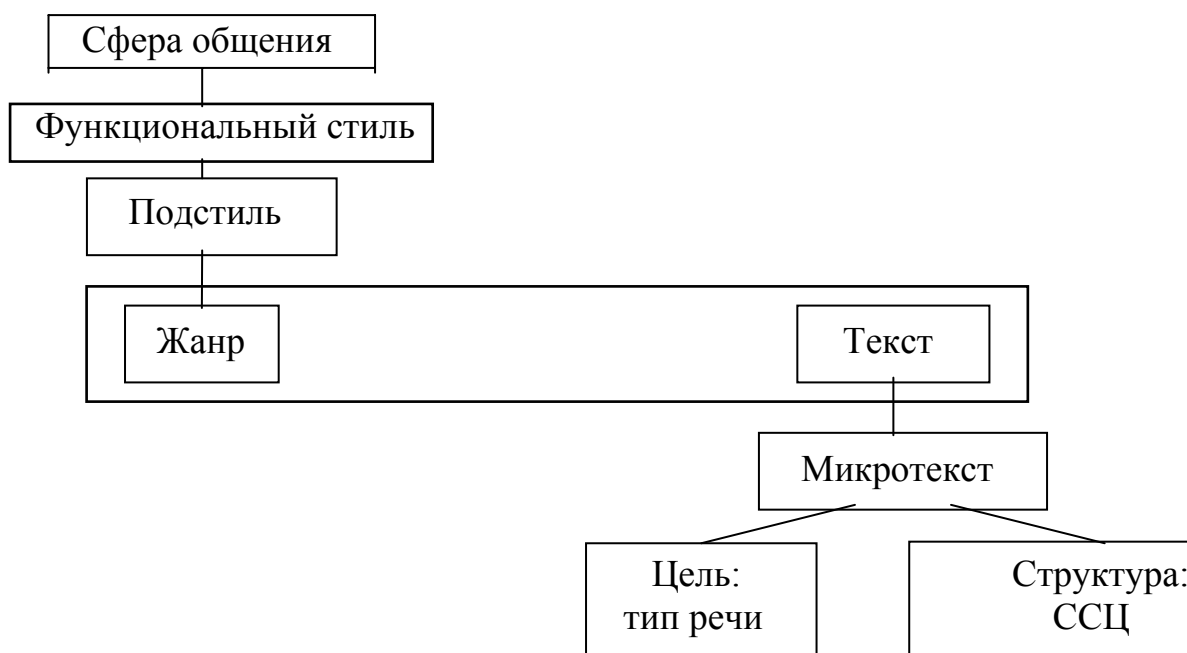 Сфера общения
Функциональный стиль
Подстиль
Жанр
Текст
Микротекст
Цель:
тип речи
Структура:
ССЦ